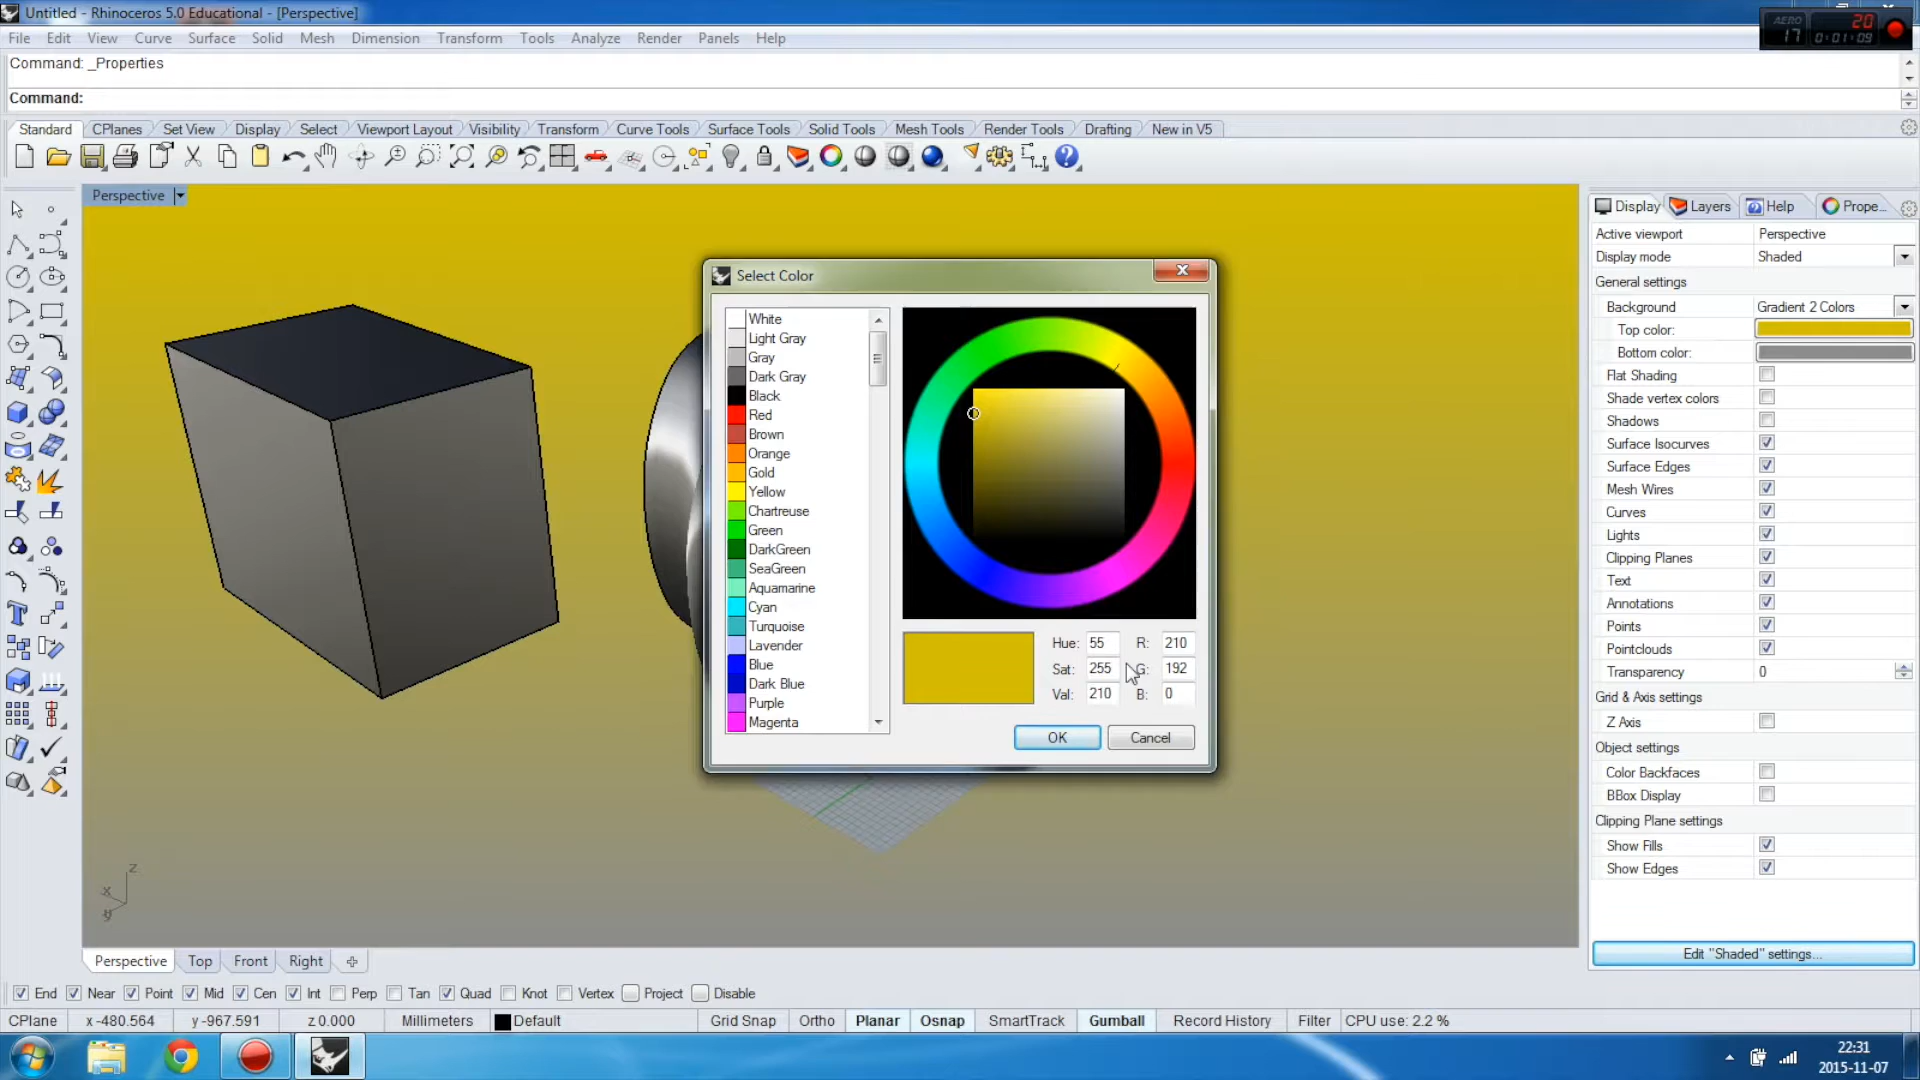 Untitled - Rhinoceros 5.0 Educational - [Perspective]
AERO 17 20 0:01:09
File Edit View Curve Surface Solid Mesh Dimension Transform Tools Analyze Render Panels Help
Command: _Properties
Command:
Standard CPlanes Set View Display Select Viewport Layout Visibility Transform Curve Tools Surface Tools Solid Tools Mesh Tools Render Tools Drafting New in V5
Perspective
Display Layers Help Prope...
Active viewport Perspective
Display mode Shaded
General settings
Background Gradient 2 Colors
Top color:
Bottom color:
Flat Shading
Shade vertex colors
Shadows
Surface Isocurves
Surface Edges
Mesh Wires
Curves
Lights
Clipping Planes
Text
Annotations
Points
Pointclouds
Transparency 0
Grid & Axis settings
Z Axis
Object settings
Color Backfaces
BBox Display
Clipping Plane settings
Show Fills
Show Edges
Edit "Shaded" settings...
Select Color
White
Light Gray
Gray
Dark Gray
Black
Red
Brown
Orange
Gold
Yellow
Chartreuse
Green
DarkGreen
SeaGreen
Aquamarine
Cyan
Turquoise
Lavender
Blue
Dark Blue
Purple
Magenta
Hue: 55 R: 210
Sat: 255 G: 192
Val: 210 B: 0
OK Cancel
z
x
y
Perspective Top Front Right
End Near Point Mid Cen Int Perp Tan Quad Knot Vertex Project Disable
CPlane x -480.564 y -967.591 z 0.000 Millimeters Default Grid Snap Ortho Planar Osnap SmartTrack Gumball Record History Filter CPU use: 2.2 %
22:31
2015-11-07